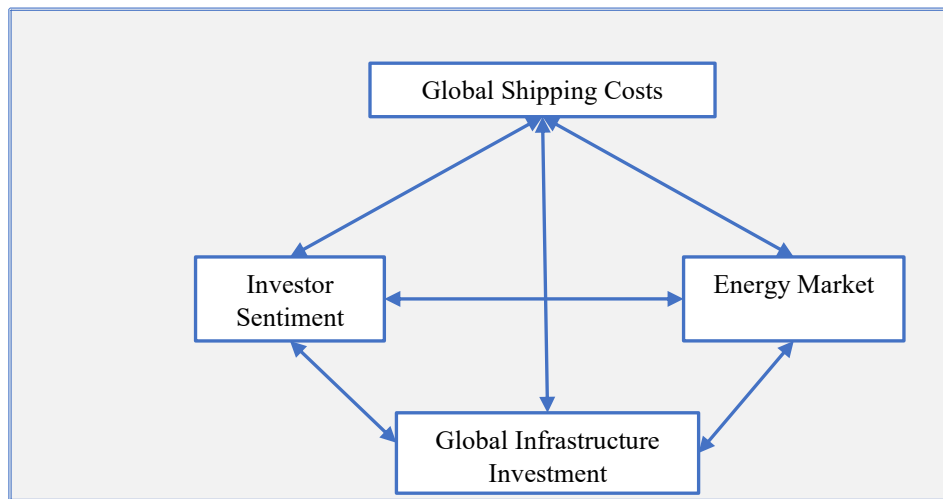 Global Shipping Costs
Investor
Sentiment
Energy Market
Global Infrastructure
Investment